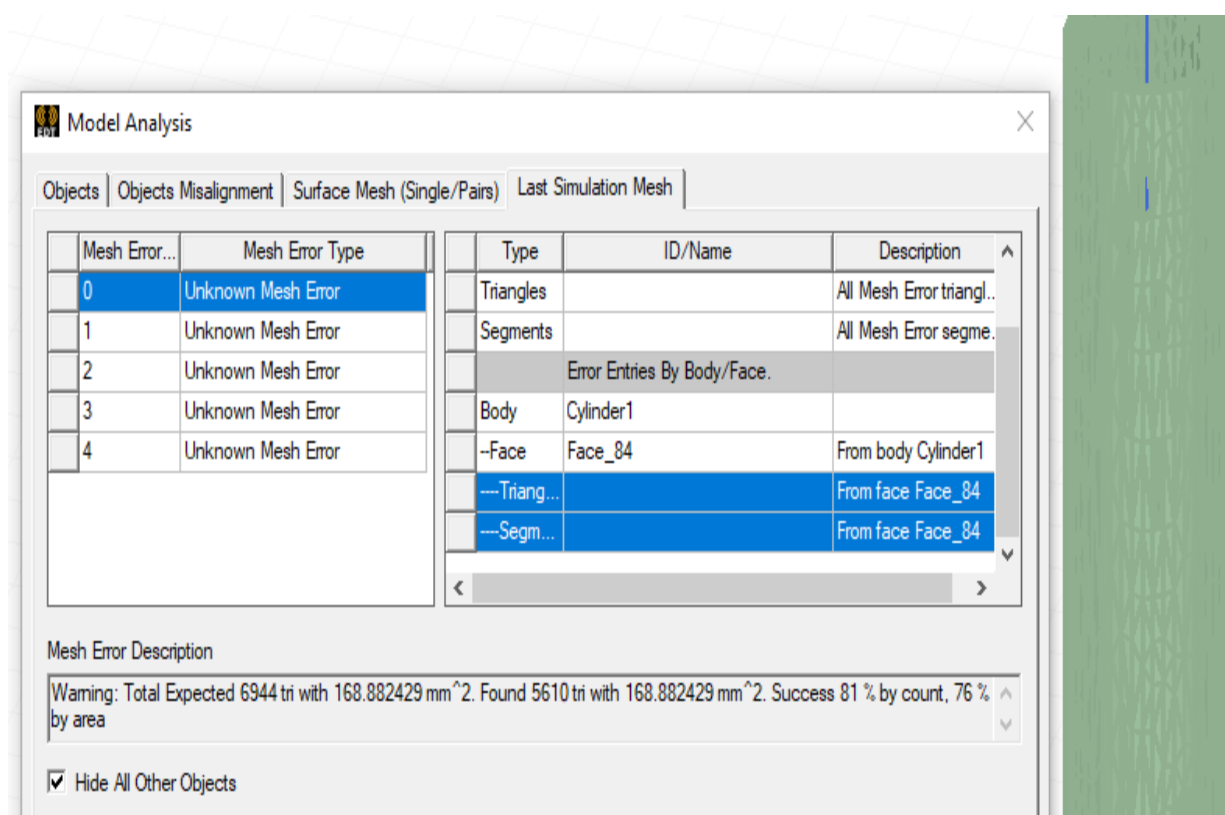 EDT
Model Analysis
Objects
Objects Misalignment
Surface Mesh (Single/Pairs)
Last Simulation Mesh
Mesh Error... Mesh Error Type
0 Unknown Mesh Error
1 Unknown Mesh Error
2 Unknown Mesh Error
3 Unknown Mesh Error
4 Unknown Mesh Error
Type ID/Name Description
Triangles All Mesh Error triangl..
Segments All Mesh Error segme.
Error Entries By Body/Face.
Body Cylinder1
--Face Face_84 From body Cylinder1
----Triang... From face Face_84
----Segm... From face Face_84
Mesh Error Description
Warning: Total Expected 6944 tri with 168.882429 mm^2. Found 5610 tri with 168.882429 mm^2. Success 81 % by count, 76 %
by area
Hide All Other Objects